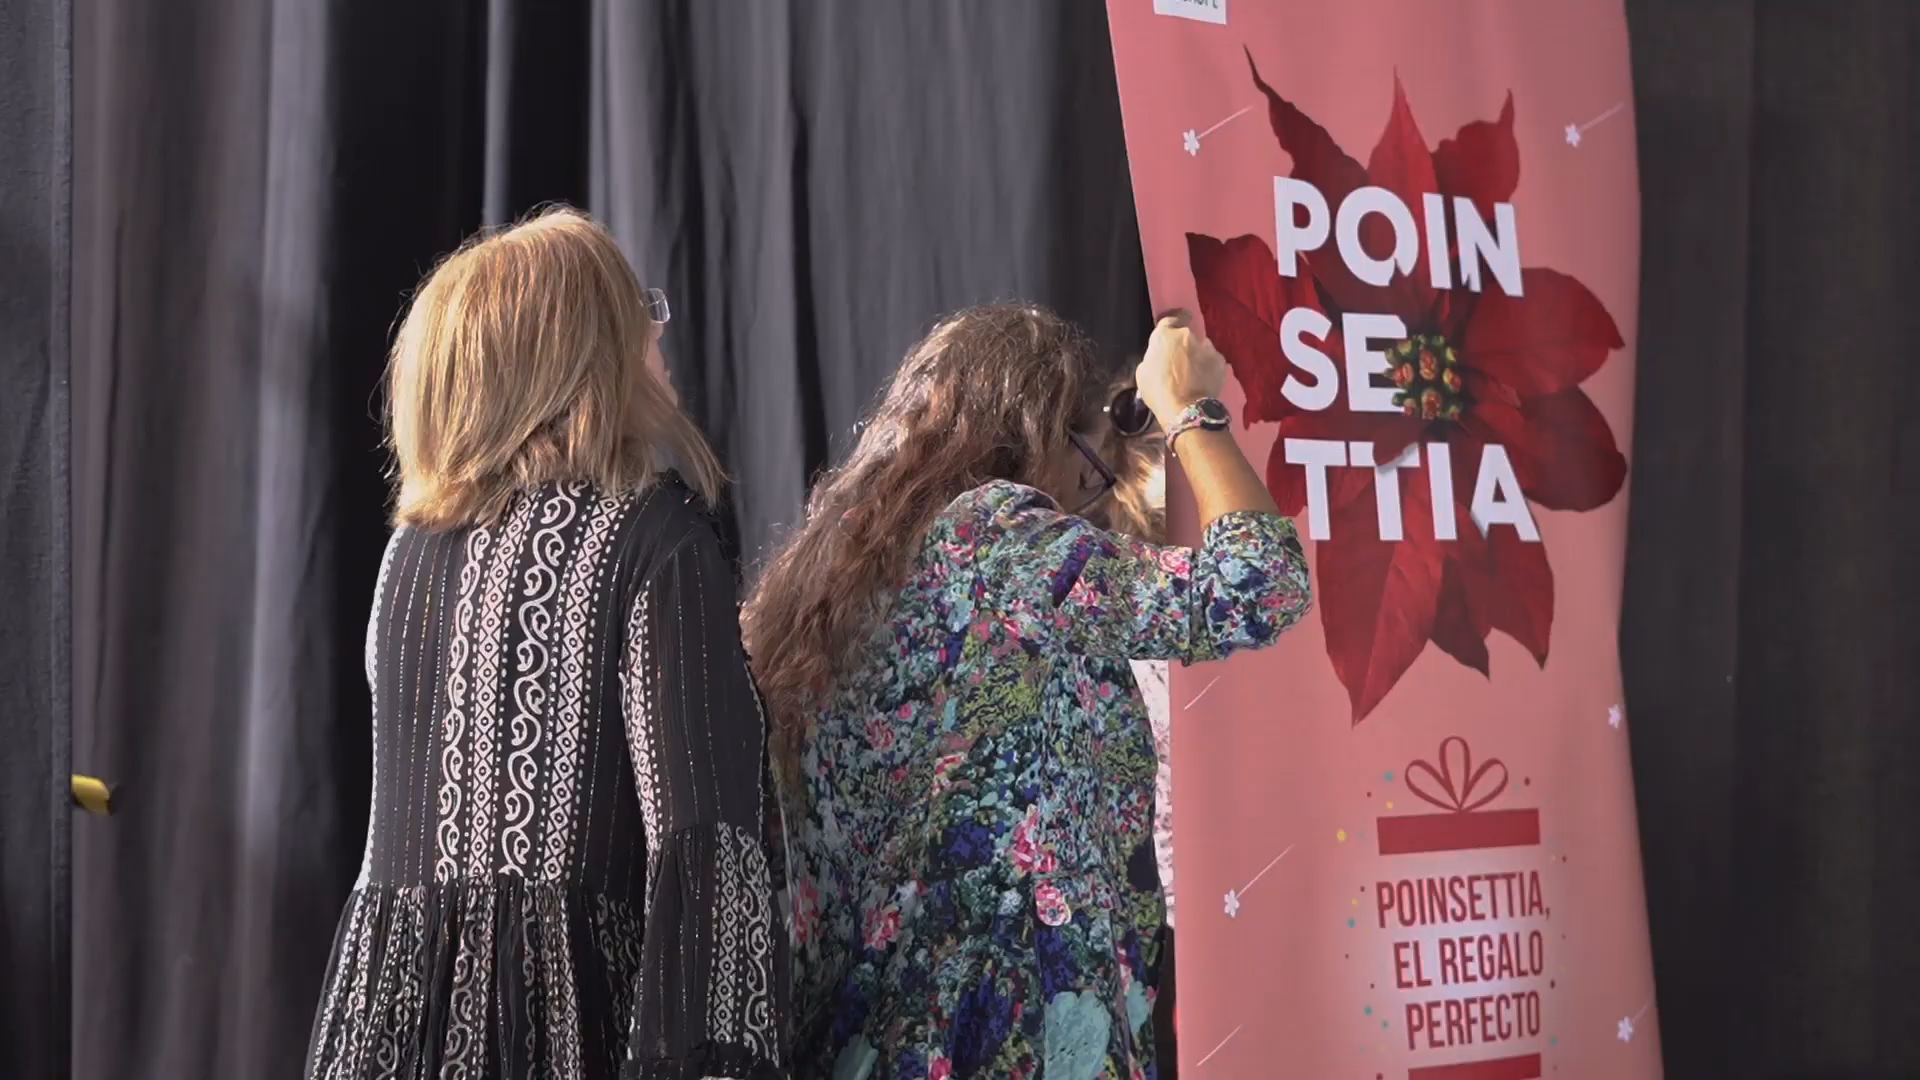 POIN
SE
TTIA
POINSETTIA,
EL REGALO
PERFECTO